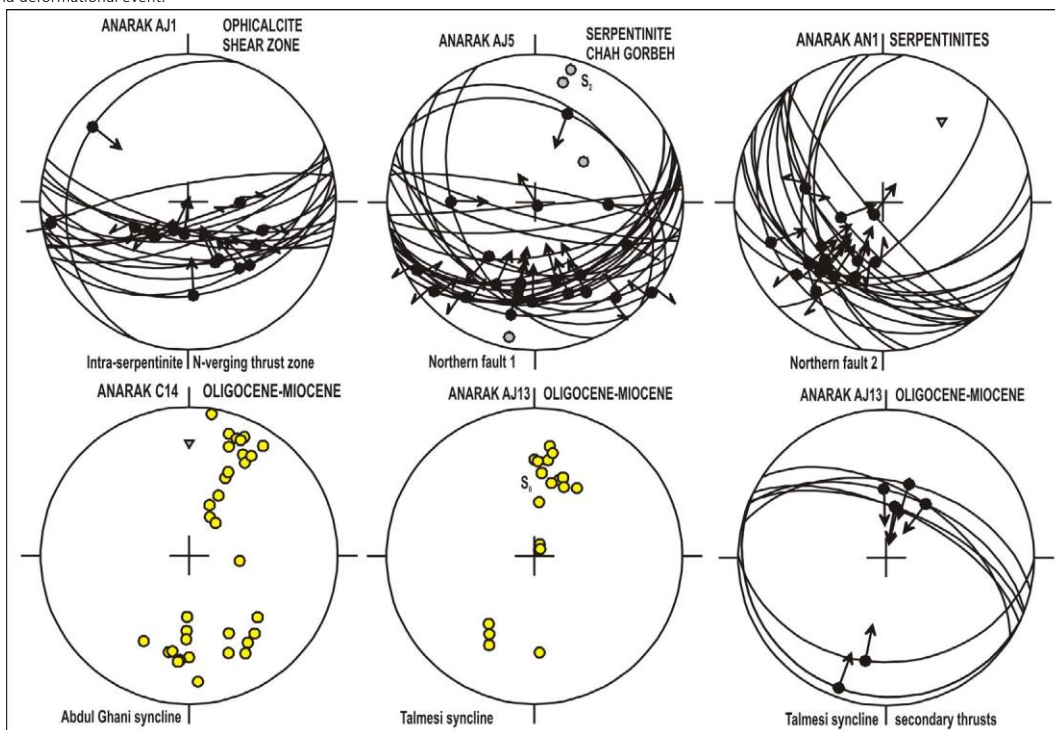 nd deformational event.
ANARAK AJ1 OPHICALCITE SHEAR ZONE
Intra-serpentinite N-verging thrust zone
ANARAK AJ5 SERPENTINITE CHAH GORBEH
S2
Northern fault 1
ANARAK AN1 SERPENTINITES
Northern fault 2
ANARAK C14 OLIGOCENE-MIOCENE
Abdul Ghani syncline
ANARAK AJ13 OLIGOCENE-MIOCENE
S0
Talmesi syncline
ANARAK AJ13 OLIGOCENE-MIOCENE
Talmesi syncline secondary thrusts